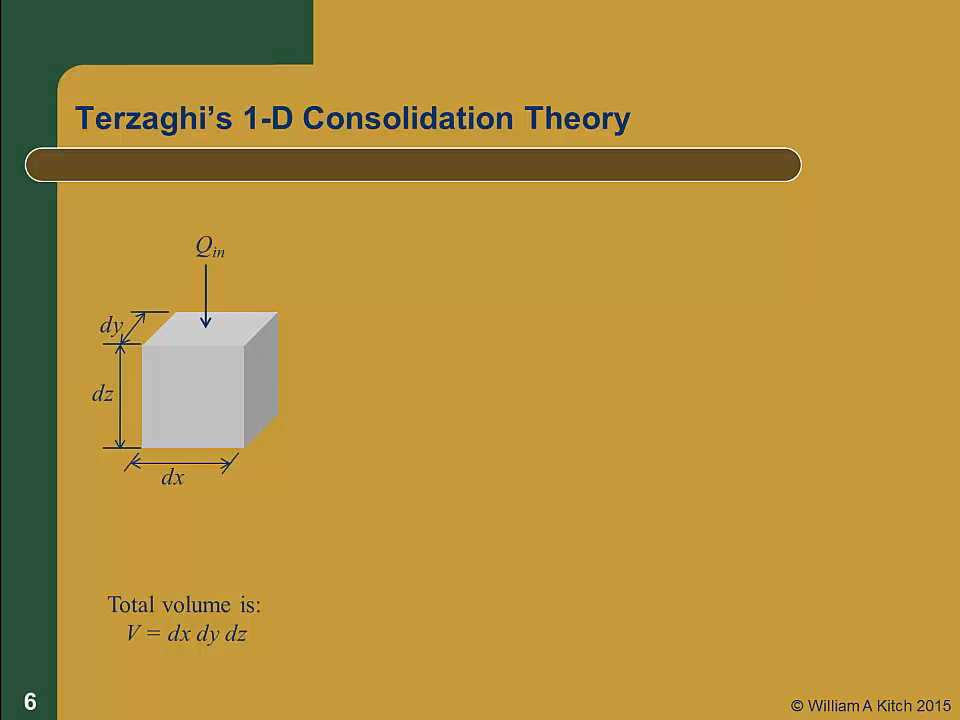 Terzaghi’s 1-D Consolidation Theory
Qin
dy
dz
dx
Total volume is:
V = dx dy dz
6
© William A Kitch 2015